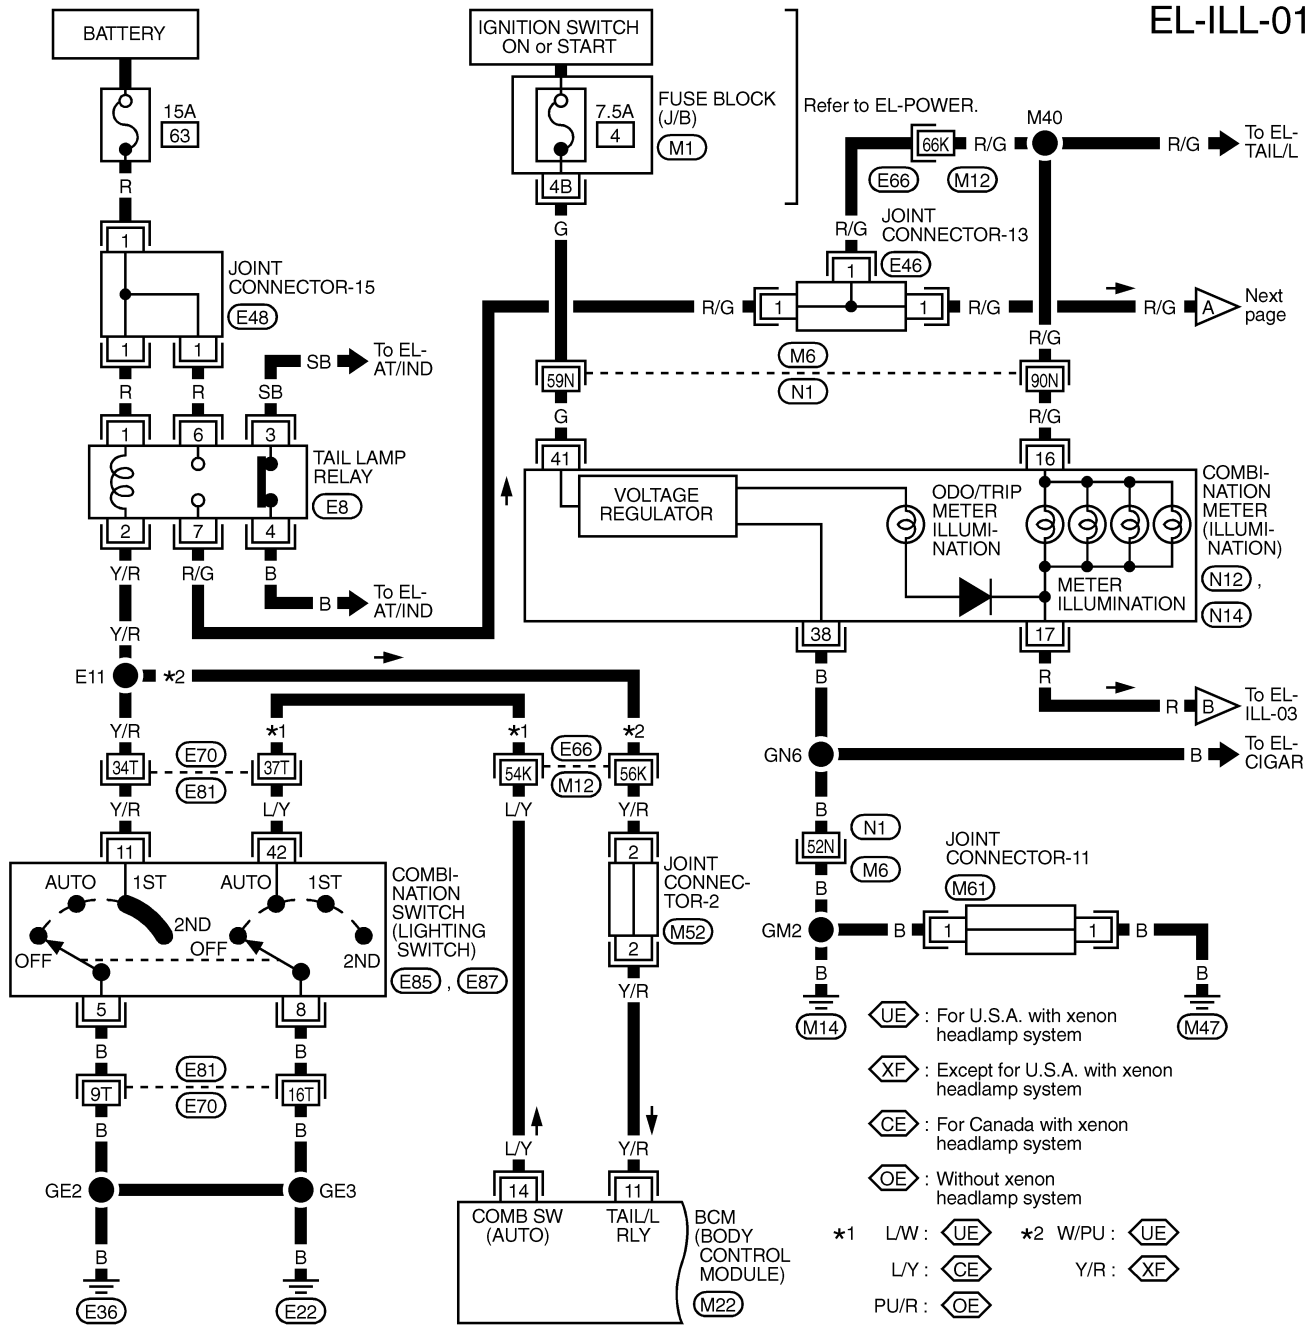 EL-ILL-01
BATTERY
15A
63
R
1
JOINT
CONNECTOR-15
E48
1
1
R
R
SB
To EL-
AT/IND
SB
1
6
3
TAIL LAMP
RELAY
E8
2
7
4
Y/R
R/G
B
B
To EL-
AT/IND
Y/R
E11
*2
IGNITION SWITCH
ON or START
7.5A
4
FUSE BLOCK
(J/B)
M1
4B
G
Refer to EL-POWER.
M40
66K
R/G
R/G
To EL-
TAIL/L
E66
M12
R/G
JOINT
CONNECTOR-13
E46
1
R/G
1
1
R/G
R/G
A
Next
page
R/G
M6
N1
59N
90N
G
R/G
41
16
VOLTAGE
REGULATOR
ODO/TRIP
METER
ILLUMI-
NATION
METER
ILLUMINATION
COMBI-
NATION
METER
(ILLUMI-
NATION)
N12 ,
N14
38
17
B
R
R
B
To EL-
ILL-03
GN6
B
To EL-
CIGAR
B
52N
N1
M6
B
GM2
B
JOINT
CONNECTOR-11
M61
1
1
B
B
B
M14
M47
Y/R
*1
*1
*2
34T
E70
E81
37T
54K
E66
M12
56K
Y/R
L/Y
L/Y
Y/R
11
42
2
JOINT
CONNEC-
TOR-2
M52
2
Y/R
AUTO
1ST
2ND
OFF
AUTO
1ST
2ND
OFF
COMBI-
NATION
SWITCH
(LIGHTING
SWITCH)
E85 , E87
5
8
B
B
9T
E81
E70
16T
B
B
GE2
GE3
B
B
E36
E22
L/Y
Y/R
14
11
COMB SW
(AUTO)
TAIL/L
RLY
BCM
(BODY
CONTROL
MODULE)
M22
UE : For U.S.A. with xenon
headlamp system
XF : Except for U.S.A. with xenon
headlamp system
CE : For Canada with xenon
headlamp system
OE : Without xenon
headlamp system
*1 L/W : UE
L/Y : CE
PU/R : OE
*2 W/PU : UE
Y/R : XF